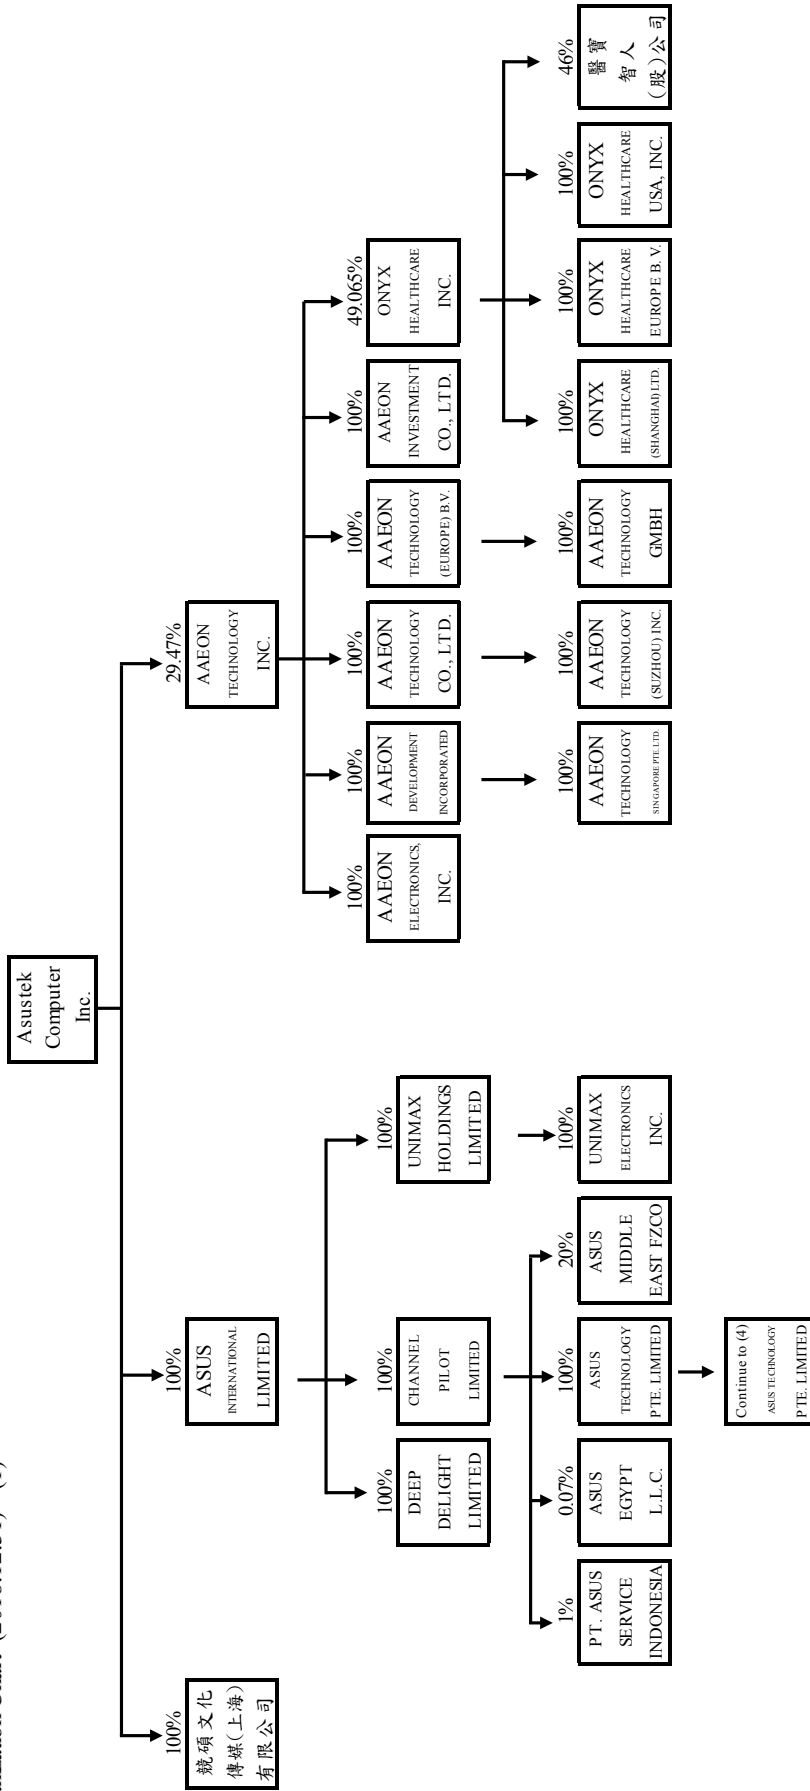 Asustek
Computer
Inc.
100%
競碩文化
傳媒(上海)
有限公司
100%
ASUS
INTERNATIONAL
LIMITED
29.47%
AAEON
TECHNOLOGY
INC.
100%
DEEP
DELIGHT
LIMITED
100%
CHANNEL
PILOT
LIMITED
100%
UNIMAX
HOLDINGS
LIMITED
100%
AAEON
ELECTRONICS,
INC.
100%
AAEON
DEVELOPMENT
INCORPORATED
100%
AAEON
TECHNOLOGY
CO., LTD.
100%
AAEON
TECHNOLOGY
(EUROPE) B.V.
100%
AAEON
INVESTMENT
CO., LTD.
49.065%
ONYX
HEALTHCARE
INC.
1%
PT. ASUS
SERVICE
INDONESIA
0.07%
ASUS
EGYPT
L.L.C.
100%
ASUS
TECHNOLOGY
PTE. LIMITED
20%
ASUS
MIDDLE
EAST FZCO
100%
UNIMAX
ELECTRONICS
INC.
100%
AAEON
TECHNOLOGY
SINGAPORE PTE. LTD.
100%
AAEON
TECHNOLOGY
(SUZHOU) INC.
100%
AAEON
TECHNOLOGY
GMBH
100%
ONYX
HEALTHCARE
(SHANGHAI) LTD.
100%
ONYX
HEALTHCARE
EUROPE B. V.
100%
ONYX
HEALTHCARE
USA, INC.
46%
醫寶
智人
(股)公司
Continue to (4)
ASUS TECHNOLOGY
PTE. LIMITED